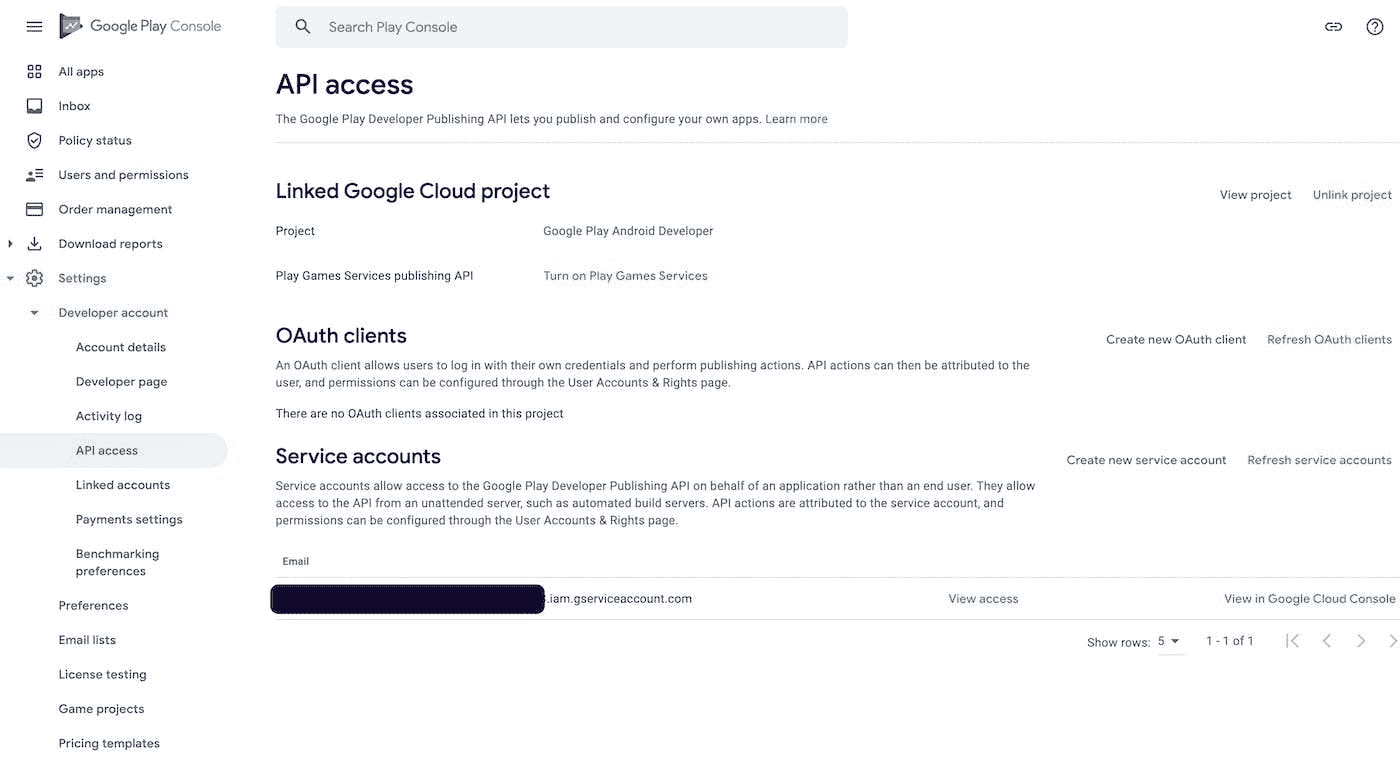 Google Play Console
Search Play Console
All apps
Inbox
Policy status
Users and permissions
Order management
Download reports
Settings
Developer account
Account details
Developer page
Activity log
API access
Linked accounts
Payments settings
Benchmarking
preferences
Preferences
Email lists
License testing
Game projects
Pricing templates
API access
The Google Play Developer Publishing API lets you publish and configure your own apps. Learn more
Linked Google Cloud project
View project Unlink project
Project Google Play Android Developer
Play Games Services publishing API Turn on Play Games Services
OAuth clients
Create new OAuth client Refresh OAuth clients
An OAuth client allows users to log in with their own credentials and perform publishing actions. API actions can then be attributed to the
user, and permissions can be configured through the User Accounts & Rights page.
There are no OAuth clients associated in this project
Service accounts
Create new service account Refresh service accounts
Service accounts allow access to the Google Play Developer Publishing API on behalf of an application rather than an end user. They allow
access to the API from an unattended server, such as automated build servers. API actions are attributed to the service account, and
permissions can be configured through the User Accounts & Rights page.
Email
.iam.gserviceaccount.com View access View in Google Cloud Console
Show rows: 5 1 - 1 of 1